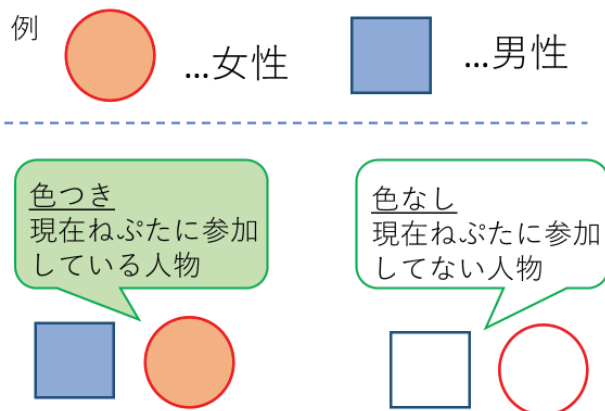 例
…女性
…男性
色つき
現在ねぷたに参加
している人物
色なし
現在ねぷたに参加
してない人物